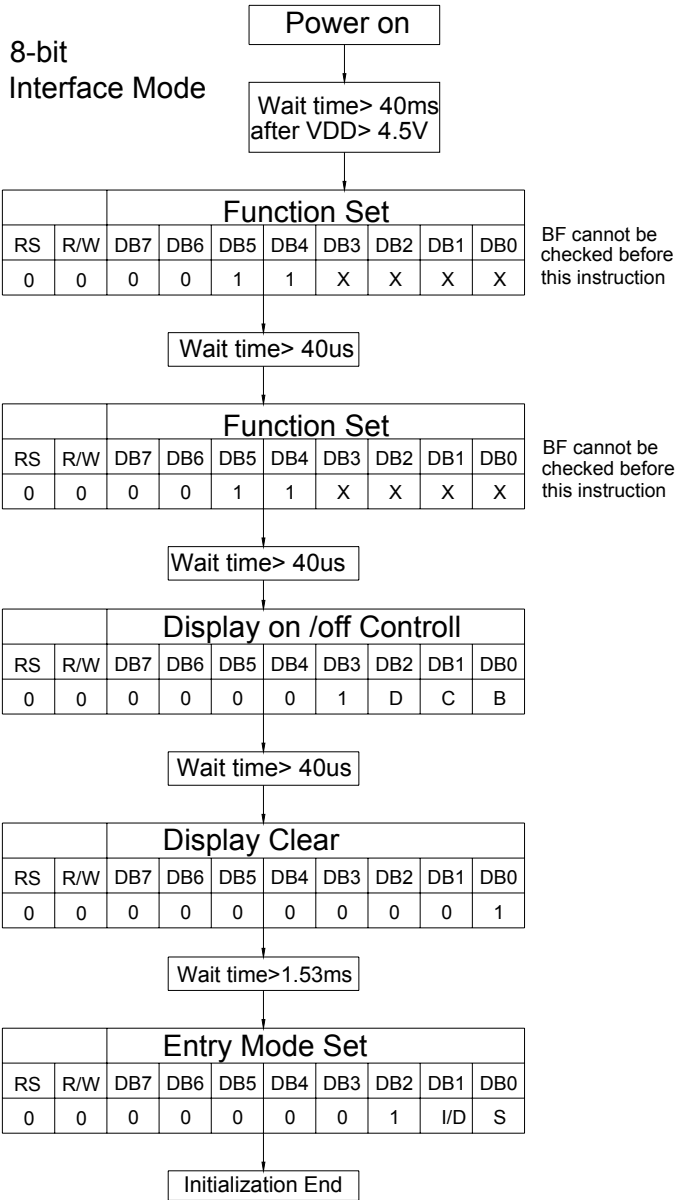 8-bit
Interface Mode
Power on
Wait time> 40ms
after VDD> 4.5V
Function Set
RS R/W DB7 DB6 DB5 DB4 DB3 DB2 DB1 DB0
0 0 0 0 1 1 X X X X
BF cannot be
checked before
this instruction
Wait time> 40us
Function Set
RS R/W DB7 DB6 DB5 DB4 DB3 DB2 DB1 DB0
0 0 0 0 1 1 X X X X
BF cannot be
checked before
this instruction
Wait time> 40us
Display on /off Controll
RS R/W DB7 DB6 DB5 DB4 DB3 DB2 DB1 DB0
0 0 0 0 0 0 1 D C B
Wait time> 40us
Display Clear
RS R/W DB7 DB6 DB5 DB4 DB3 DB2 DB1 DB0
0 0 0 0 0 0 0 0 0 1
Wait time>1.53ms
Entry Mode Set
RS R/W DB7 DB6 DB5 DB4 DB3 DB2 DB1 DB0
0 0 0 0 0 0 0 1 I/D S
Initialization End